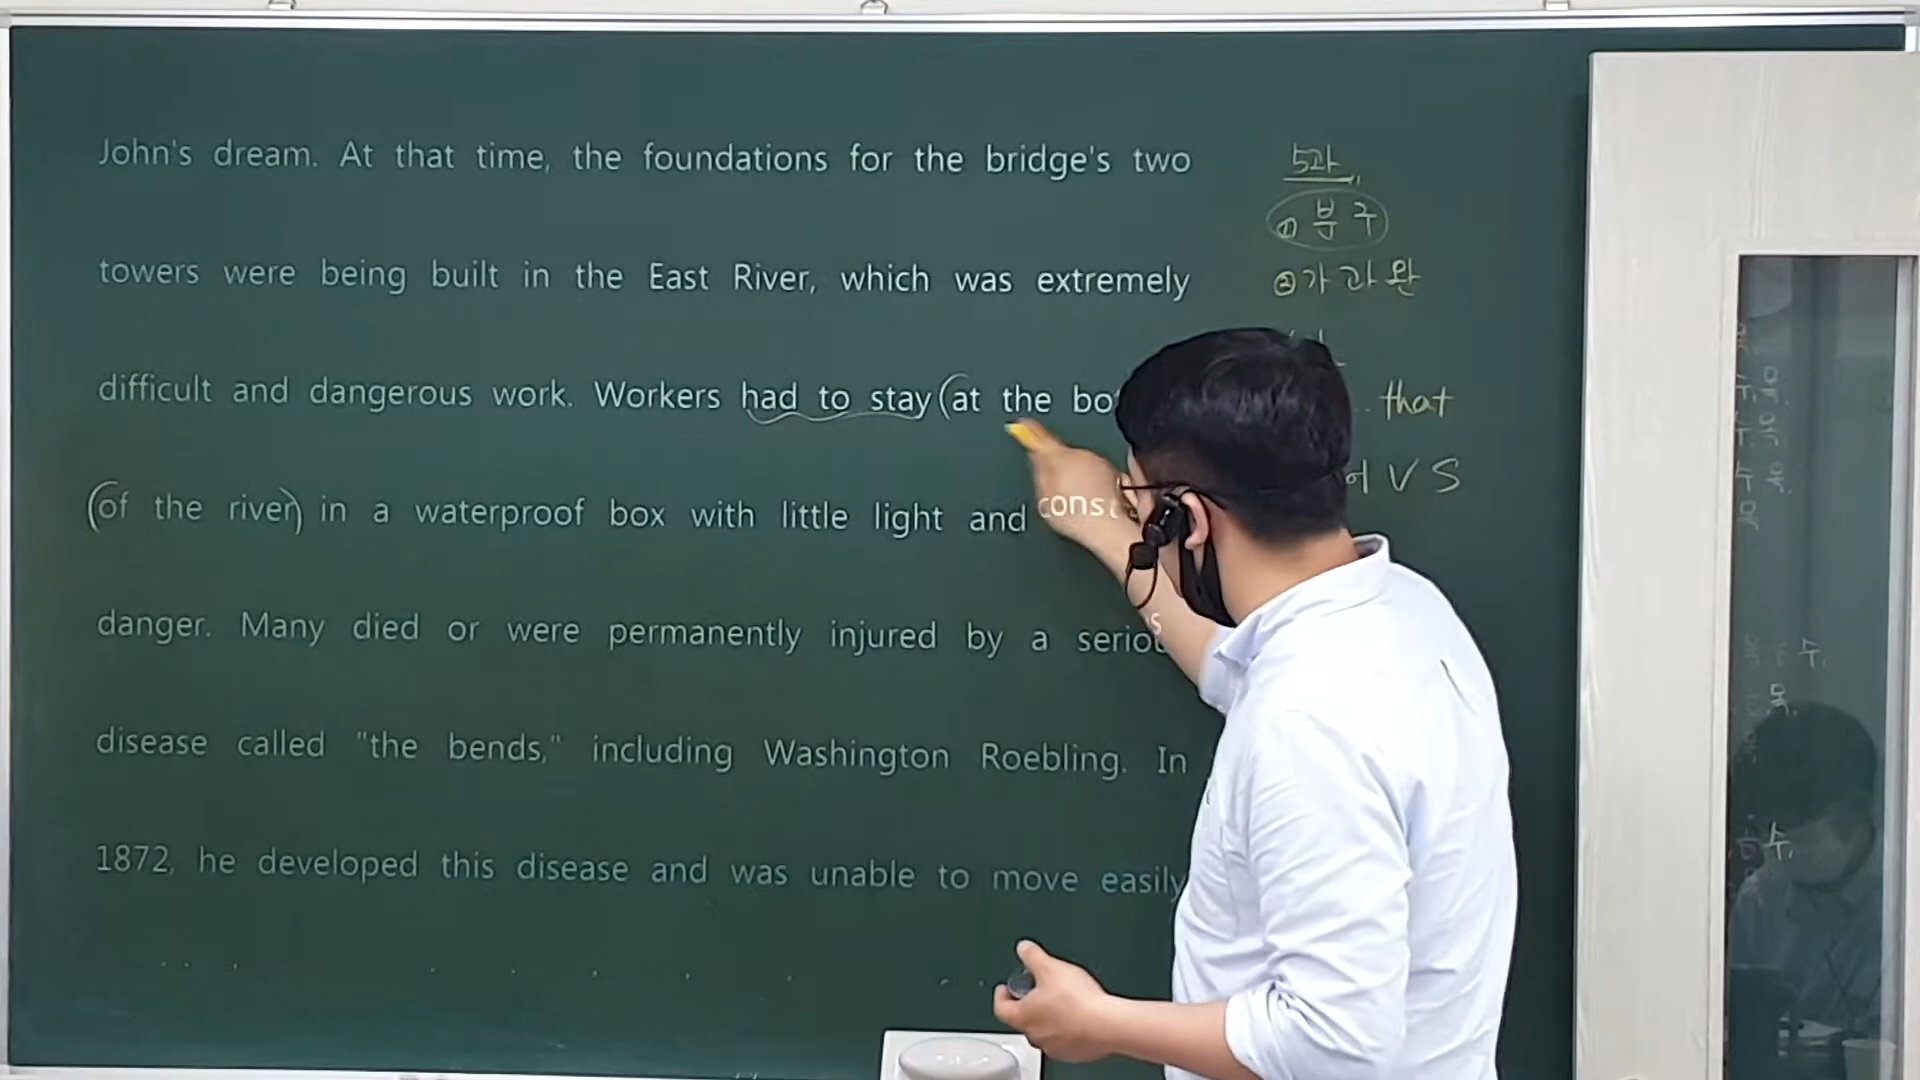 John's dream. At that time, the foundations for the bridge's two
towers were being built in the East River, which was extremely
difficult and dangerous work. Workers had to stay (at the
(of the river) in a waterproof box with little light and
danger. Many died or were permanently injured by a
disease called "the bends," including Washington Roebling. In
1872, he developed this disease and was unable to move easily
5과
① 분구
② 가 과완
that
VS